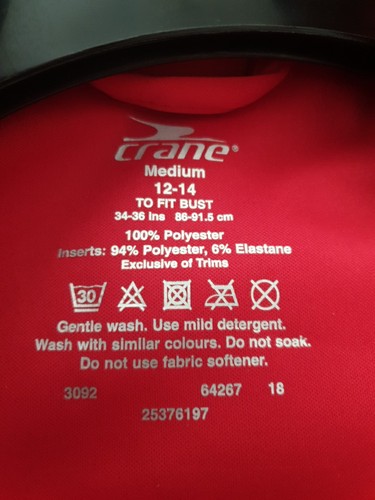 crane®
Medium
12-14
TO FIT BUST
34-36 Ins 86-91.5 cm
100% Polyester
Inserts: 94% Polyester, 6% Elastane
Exclusive of Trims
30
Gentle wash. Use mild detergent.
Wash with similar colours. Do not soak.
Do not use fabric softener.
3092 64267 18
25376197